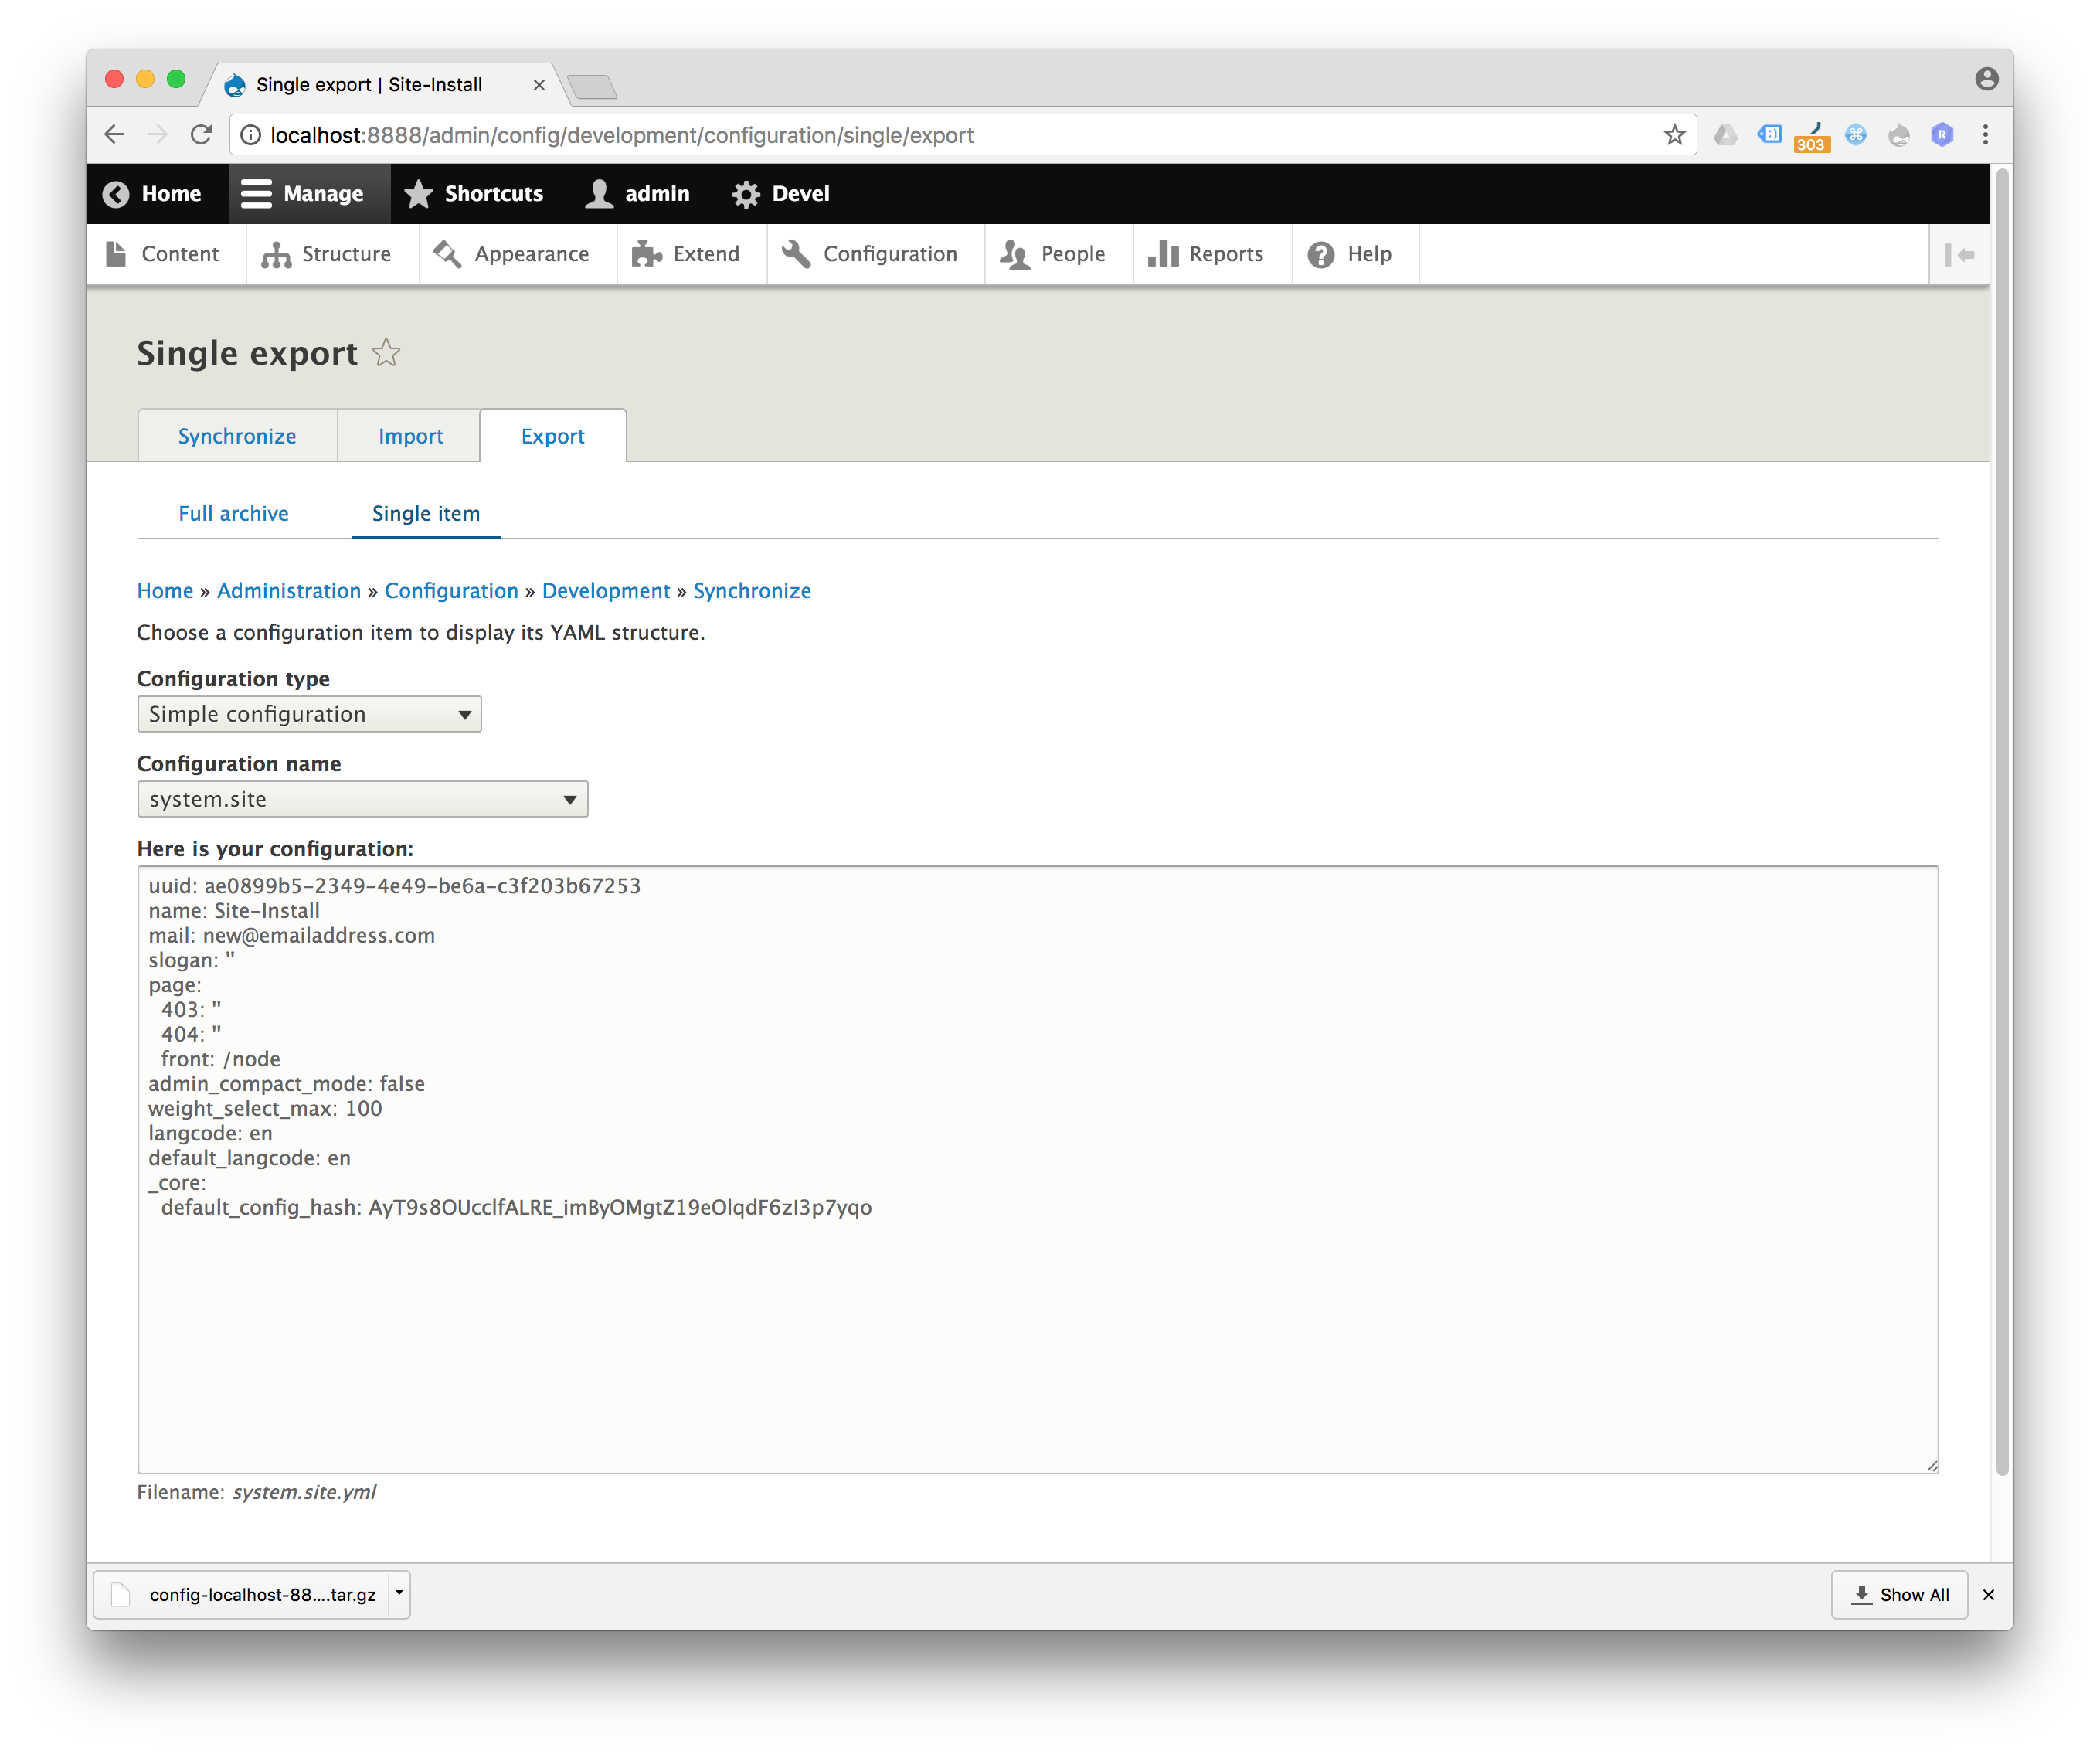 Single export | Site-Install
localhost:8888/admin/config/development/configuration/single/export
303
R
Home Manage Shortcuts admin Devel
Content Structure Appearance Extend Configuration People Reports Help
Single export
Synchronize Import Export
Full archive Single item
Home » Administration » Configuration » Development » Synchronize
Choose a configuration item to display its YAML structure.
Configuration type
Simple configuration
Configuration name
system.site
Here is your configuration:
uuid: ae0899b5-2349-4e49-be6a-c3f203b67253
name: Site-Install
mail: new@emailaddress.com
slogan: ''
page:
403: ''
404: ''
front: /node
admin_compact_mode: false
weight_select_max: 100
langcode: en
default_langcode: en
_core:
default_config_hash: AyT9s8OUcclfALRE_imByOMgtZ19eOlqdF6zI3p7yqo
Filename: system.site.yml
config-localhost-88....tar.gz Show All